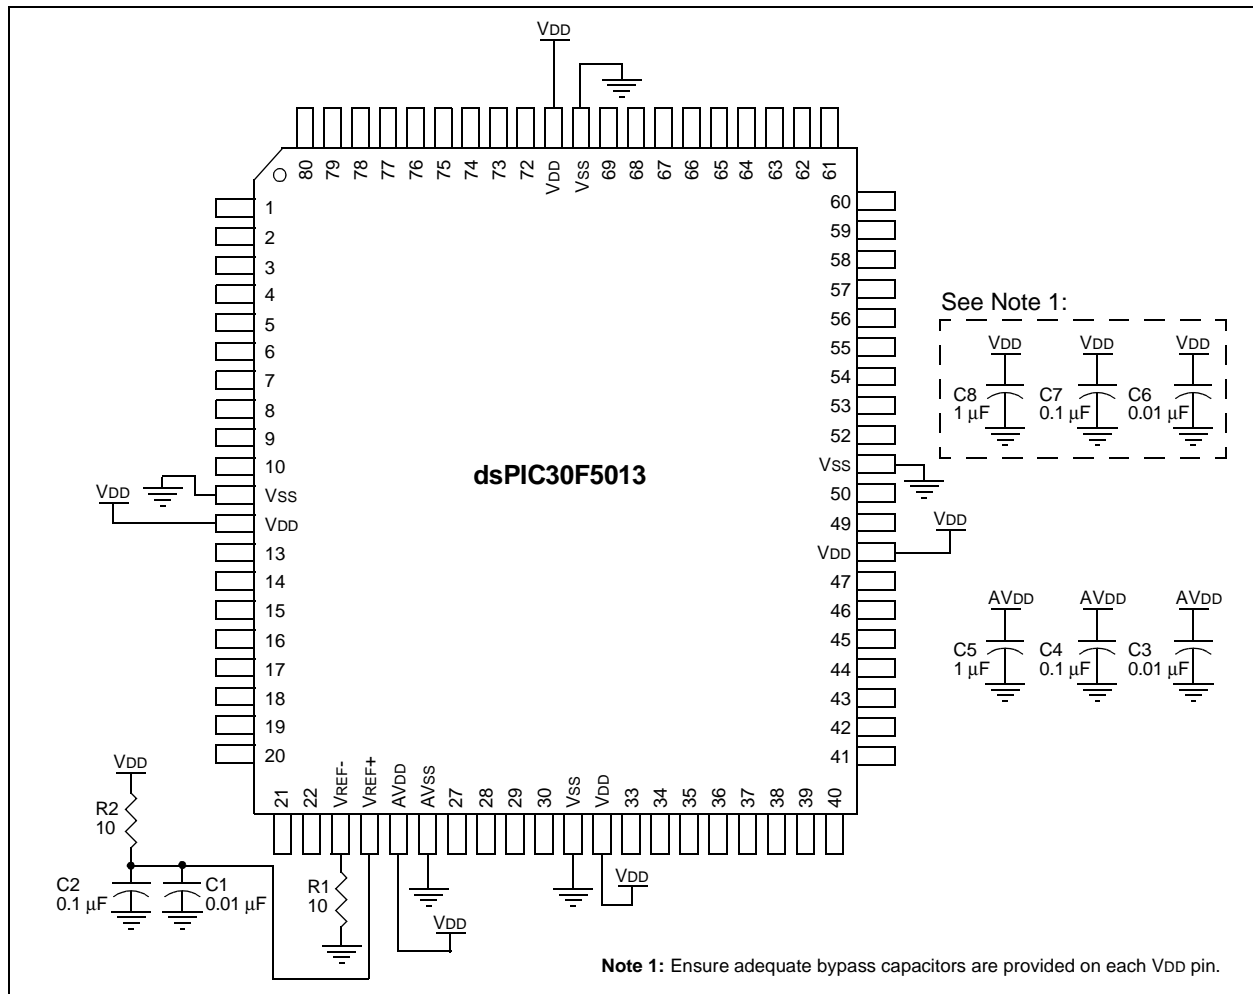 VDD
80 79 78 77 76 75 74 73 72 VDD VSS 69 68 67 66 65 64 63 62 61
1
2
3
4
5
6
7
8
9
10
VSS
VDD
13
14
15
16
17
18
19
20
VDD
dsPIC30F5013
60
59
58
57
56
55
54
53
52
VSS
50
49
VDD
47
46
45
44
43
42
41
VDD
See Note 1:
VDD VDD VDD
C8 C7 C6
1 µF 0.1 µF 0.01 µF
AVDD AVDD AVDD
C5 C4 C3
1 µF 0.1 µF 0.01 µF
21 22 VREF- VREF+ AVDD AVSS 27 28 29 30 VSS VDD 33 34 35 36 37 38 39 40
VDD
R2
10
C2
0.1 µF
C1
0.01 µF
R1
10
VDD
VDD
Note 1: Ensure adequate bypass capacitors are provided on each VDD pin.